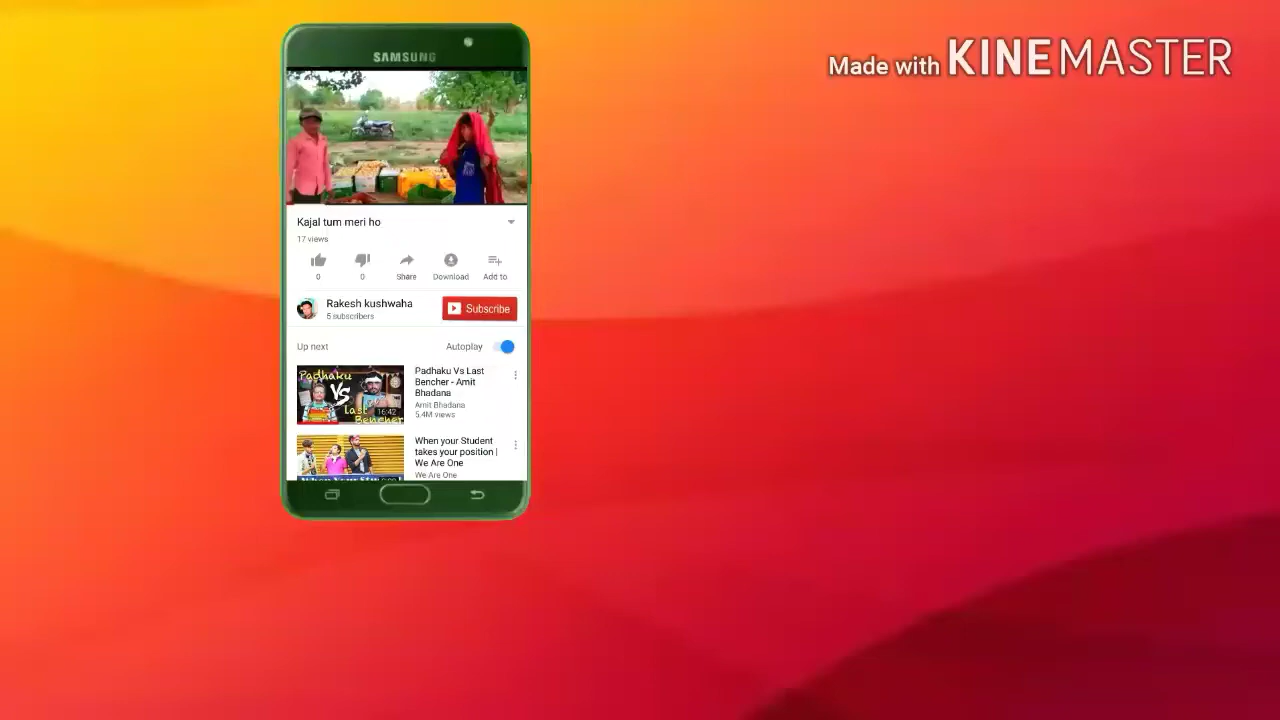 Made with KINEMASTER
SAMSUNG
Kajal tum meri ho
17 views
0
0
Share
Download
Add to
Rakesh kushwaha
5 subscribers
Subscribe
Up next
Autoplay
Padhaku
VS
Last
Bencher
16:42
Padhaku Vs Last
Bencher - Amit
Bhadana
Amit Bhadana
5.4M views
When your Student
takes your position |
We Are One
We Are One